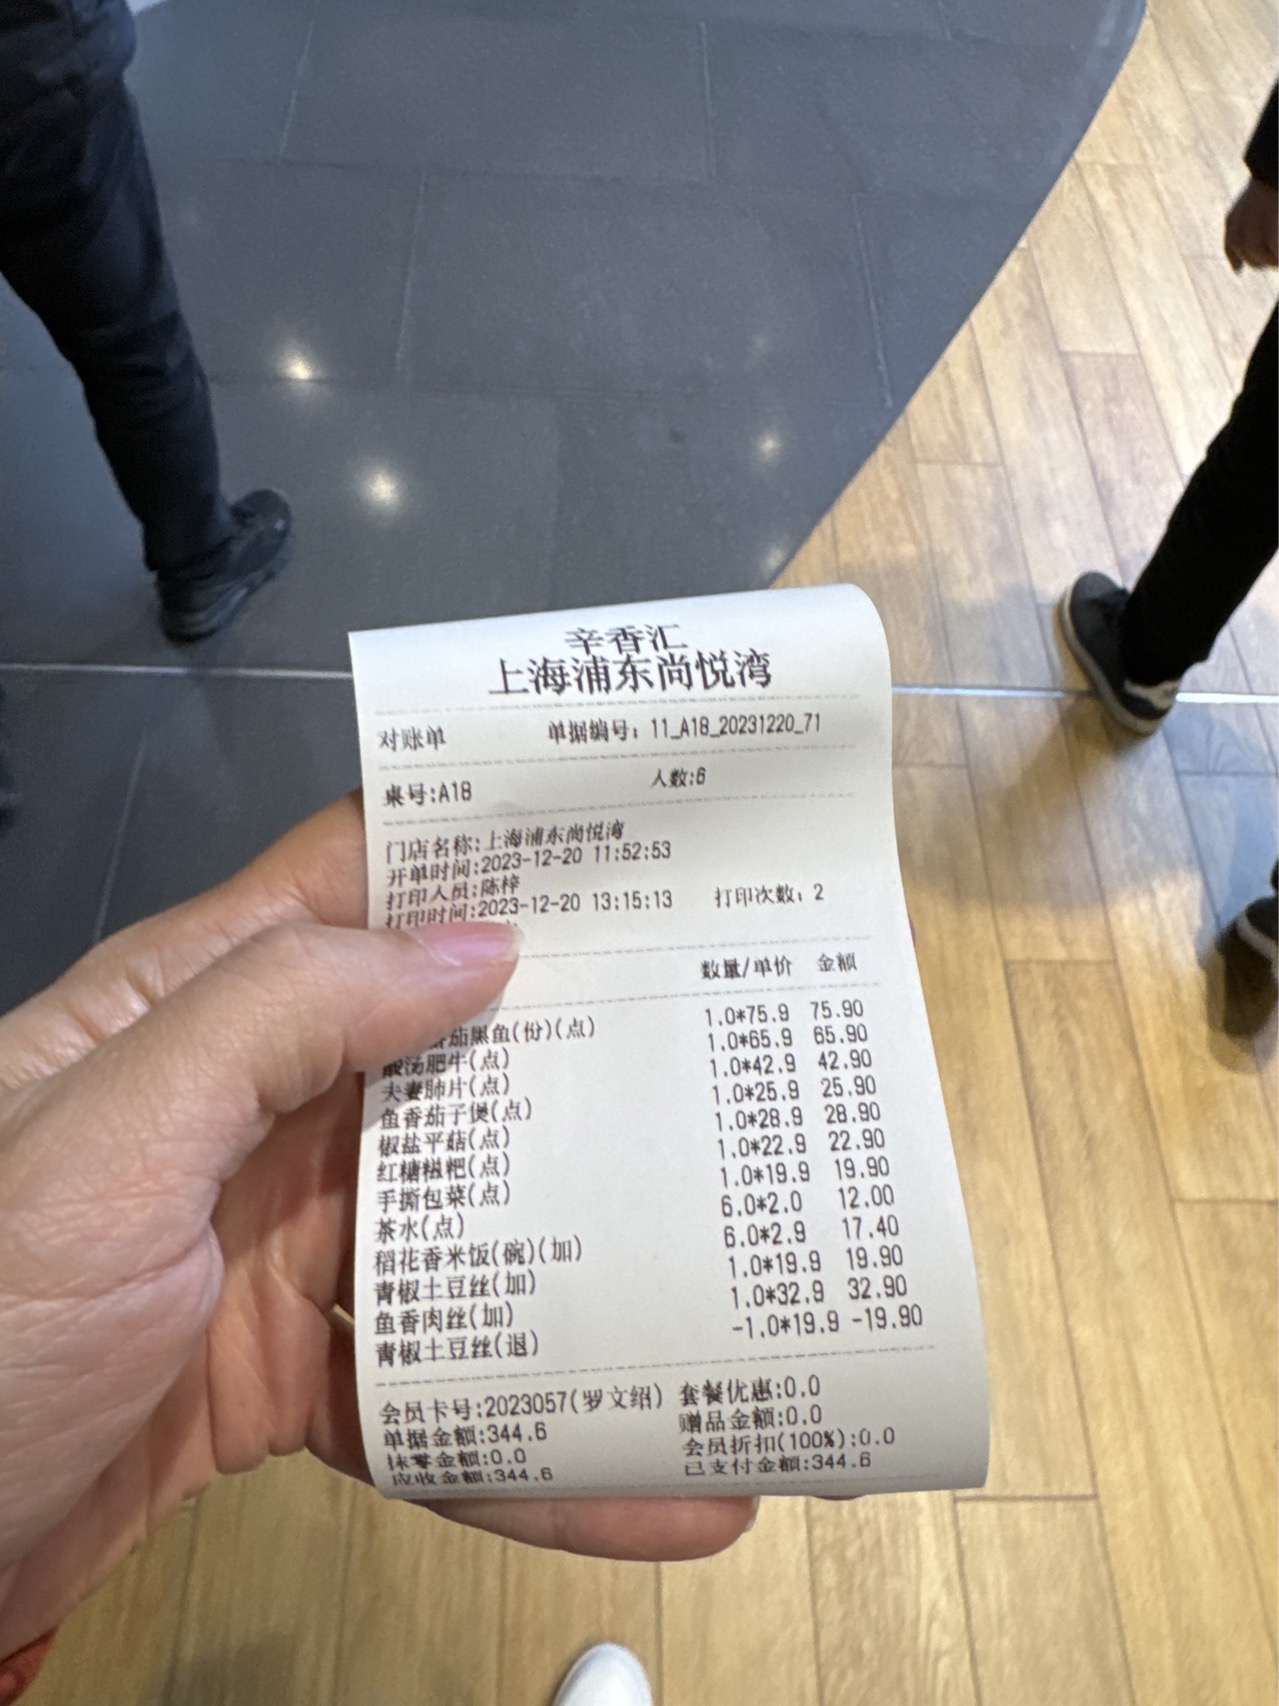 辛香汇
上海浦东尚悦湾
对账单 单据编号：11_A18_20231220_71
桌号:A18 人数:6
门店名称:上海浦东尚悦湾
开单时间:2023-12-20 11:52:53
打印人员:陈梓
打印时间:2023-12-20 13:15:13 打印次数：2
数量/单价 金额
茄黑鱼(份)(点) 1.0*75.9 75.90
酸汤肥牛(点) 1.0*65.9 65.90
夫妻肺片(点) 1.0*42.9 42.90
鱼香茄子煲(点) 1.0*25.9 25.90
椒盐平菇(点) 1.0*28.9 28.90
红糖糍粑(点) 1.0*22.9 22.90
手撕包菜(点) 1.0*19.9 19.90
茶水(点) 6.0*2.0 12.00
稻花香米饭(碗)(加) 6.0*2.9 17.40
青椒土豆丝(加) 1.0*19.9 19.90
鱼香肉丝(加) 1.0*32.9 32.90
青椒土豆丝(退) -1.0*19.9 -19.90
会员卡号:2023057(罗文绍) 套餐优惠:0.0
单据金额:344.6 赠品金额:0.0
抹零金额:0.0 会员折扣(100%):0.0
应收金额:344.6 已支付金额:344.6